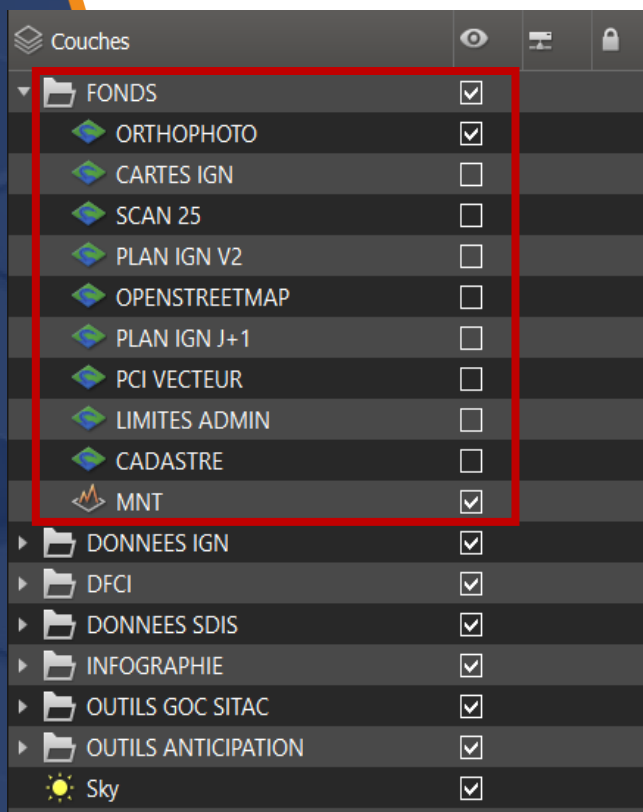 Couches
FONDS
ORTHOPHOTO
CARTES IGN
SCAN 25
PLAN IGN V2
OPENSTREETMAP
PLAN IGN J+1
PCI VECTEUR
LIMITES ADMIN
CADASTRE
MNT
DONNEES IGN
DFCI
DONNEES SDIS
INFOGRAPHIE
OUTILS GOC SITAC
OUTILS ANTICIPATION
Sky